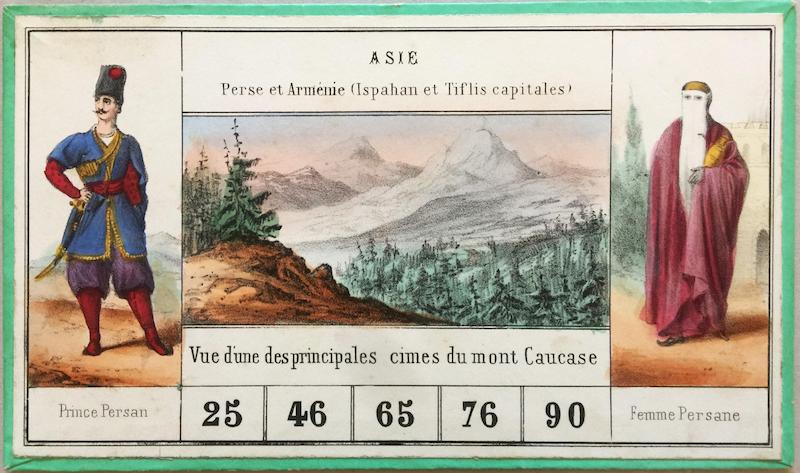 ASIE
Perse et Arménie (Ispahan et Tiflis capitales)
Vue d'une des principales cimes du mont Caucase
Prince Persan
25 46 65 76 90
Femme Persane